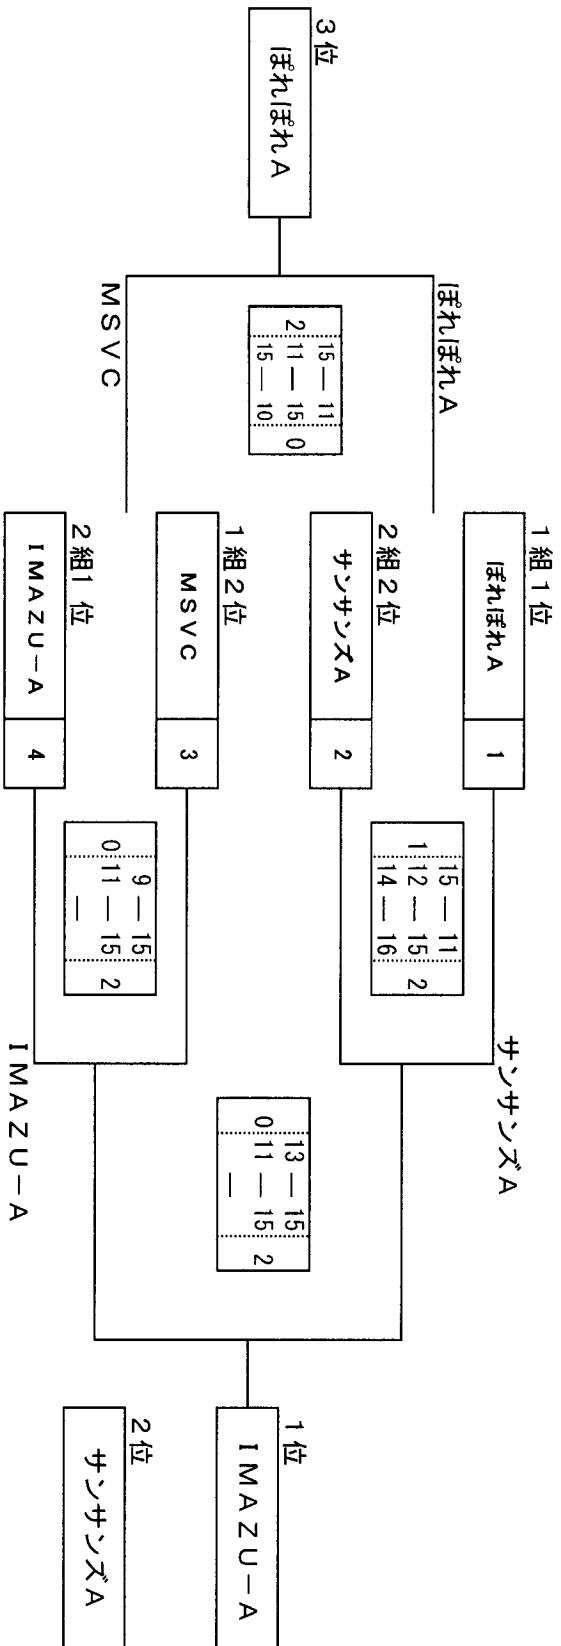 3位
ぽれぽれA
ぽれぽれA
15 — 11
2 11 — 15 0
15 — 10
MSVC
1組1位
ぽれぽれA 1
2組2位
サンサンズA 2
1組2位
MSVC 3
2組1位
IMAZU－A 4
サンサンズA
15 — 11
1 12 — 15 2
14 — 16
9 — 15
0 11 — 15 2
—
IMAZU－A
13 — 15
0 11 — 15 2
—
1位
IMAZU－A
2位
サンサンズA